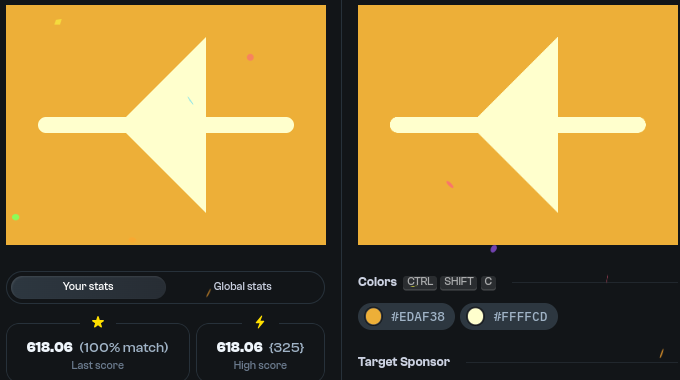 Your stats
Global stats
618.06 (100% match)
Last score
618.06 {325}
High score
Colors CTRL SHIFT C
#EDAF38
#FFFFCD
Target Sponsor